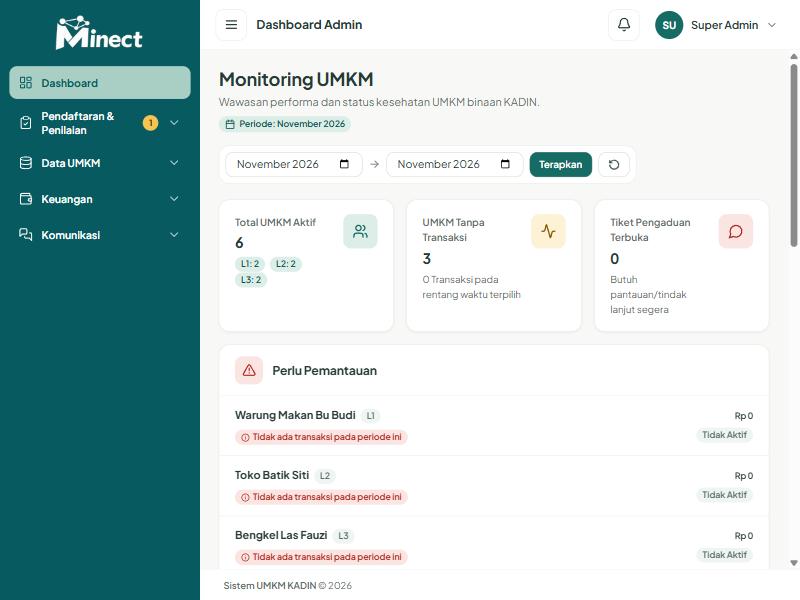 Minect
Dashboard Admin
SU
Super Admin
Dashboard
Pendaftaran &
Penilaian
1
Data UMKM
Keuangan
Komunikasi
Monitoring UMKM
Wawasan performa dan status kesehatan UMKM binaan KADIN.
Periode: November 2026
November 2026
November 2026
Terapkan
Total UMKM Aktif
6
L1: 2
L2: 2
L3: 2
UMKM Tanpa
Transaksi
3
0 Transaksi pada
rentang waktu terpilih
Tiket Pengaduan
Terbuka
0
Butuh
pantauan/tindak
lanjut segera
Perlu Pemantauan
Warung Makan Bu Budi L1
Rp 0
Tidak ada transaksi pada periode ini
Tidak Aktif
Toko Batik Siti L2
Rp 0
Tidak ada transaksi pada periode ini
Tidak Aktif
Bengkel Las Fauzi L3
Rp 0
Tidak ada transaksi pada periode ini
Tidak Aktif
Sistem UMKM KADIN © 2026